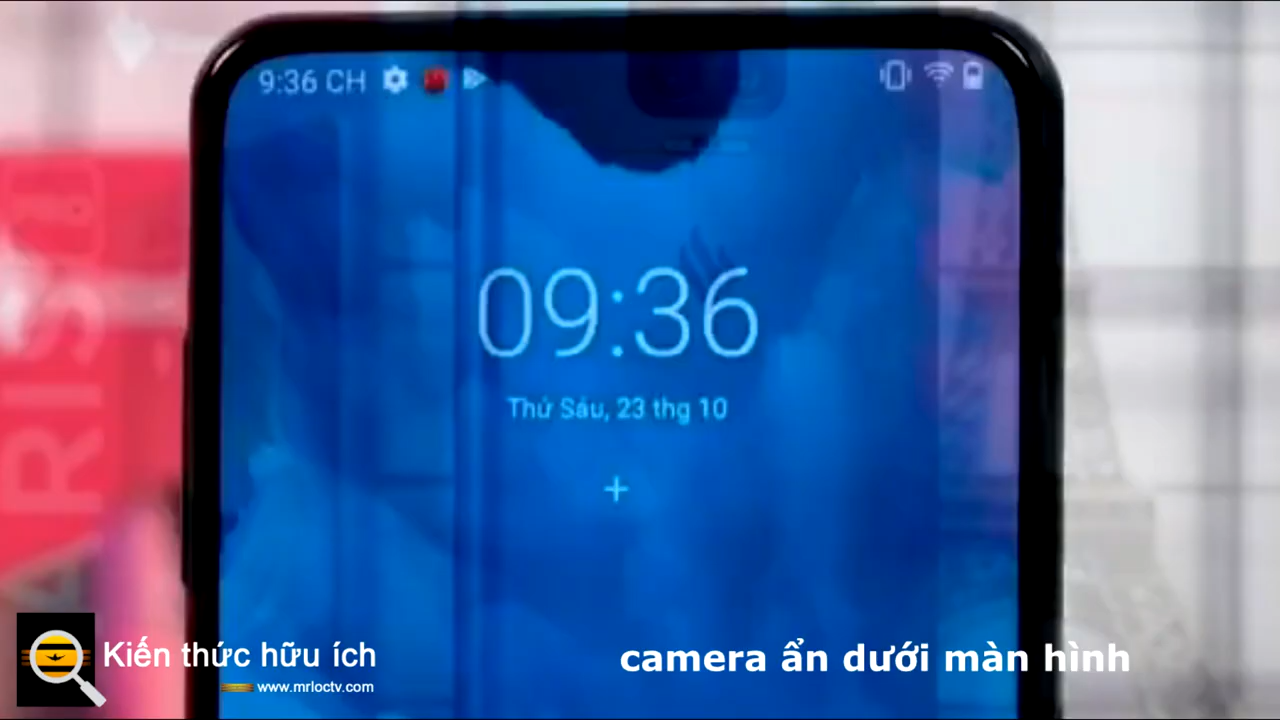 9:36 CH
09:36
Thứ Sáu, 23 thg 10
+
RIS
Kiến thức hữu ích
www.mrloctv.com
camera ẩn dưới màn hình